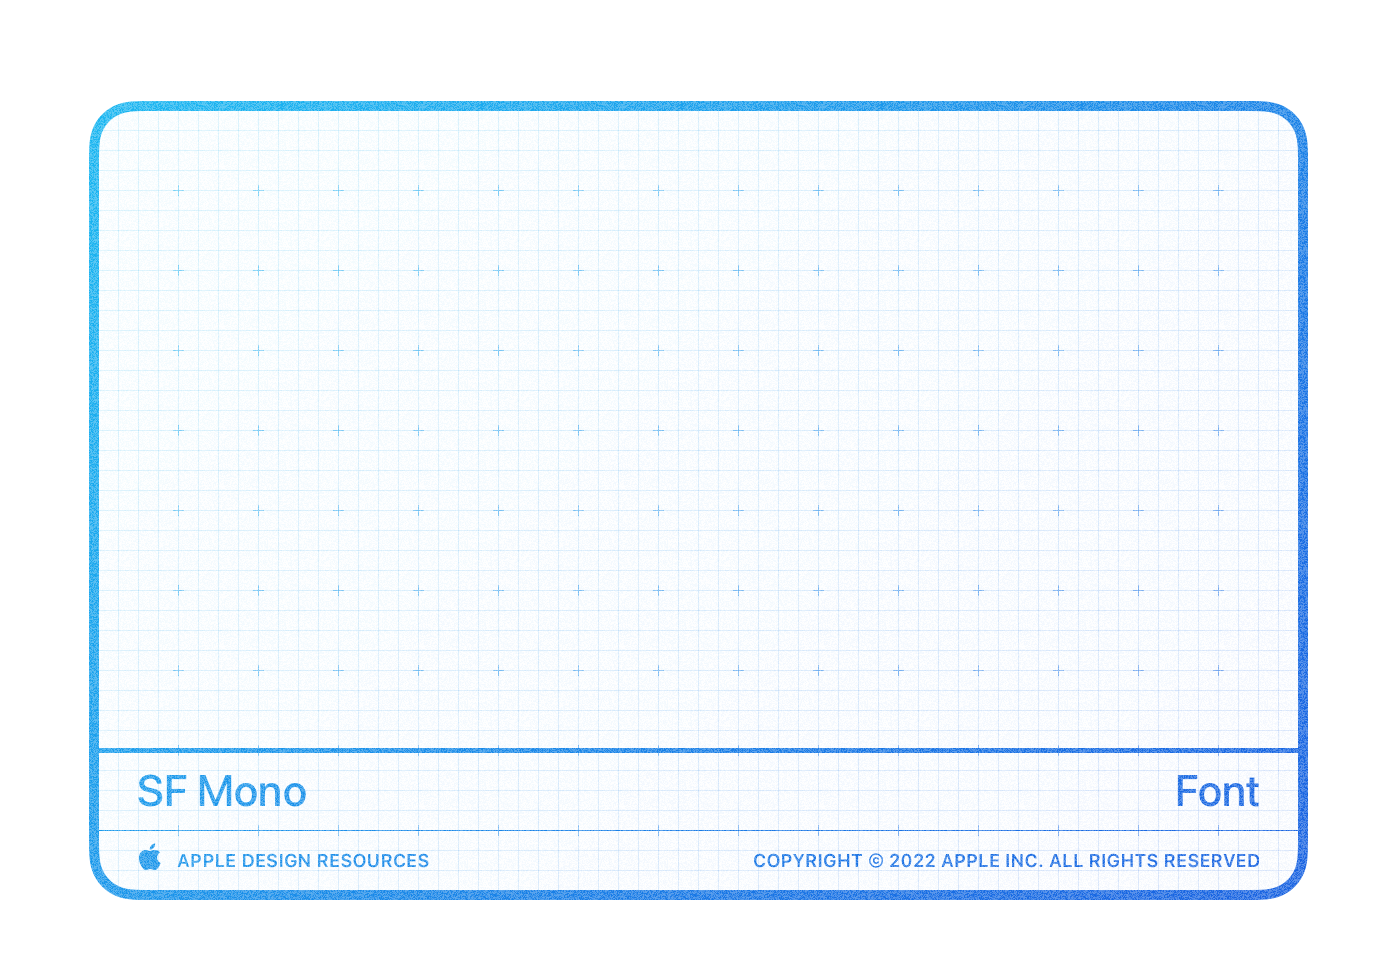 SF Mono
Font
APPLE DESIGN RESOURCES
COPYRIGHT © 2022 APPLE INC. ALL RIGHTS RESERVED